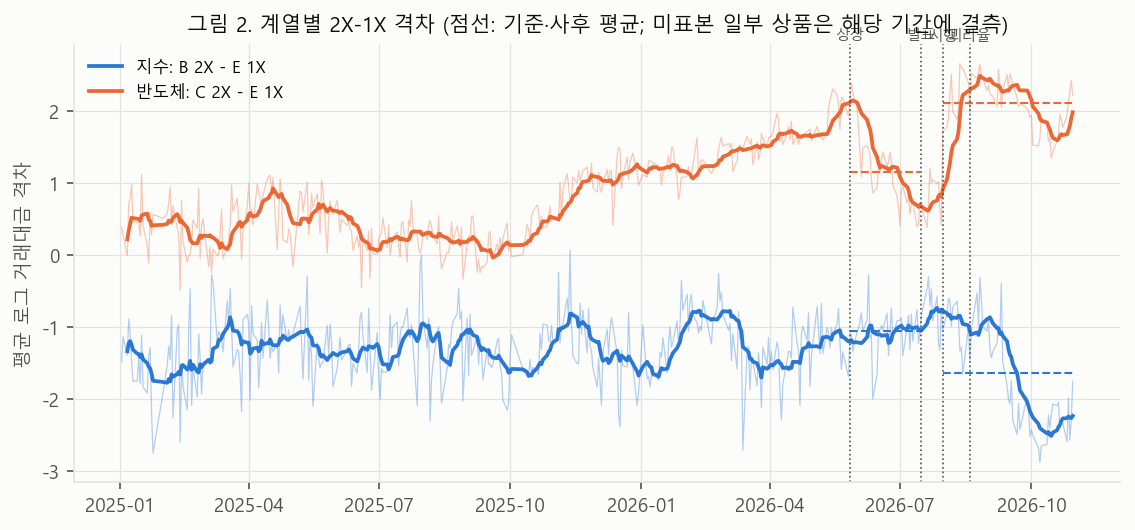 그림 2. 계열별 2X-1X 격차 (점선: 기준·사후 평균; 미표본 일부 상품은 해당 기간에 결측)
상장
지수: B 2X - E 1X
반도체: C 2X - E 1X
평균 로그 거래대금 격차
2
1
0
-1
-2
-3
2025-01
2025-04
2025-07
2025-10
2026-01
2026-04
2026-07
2026-10